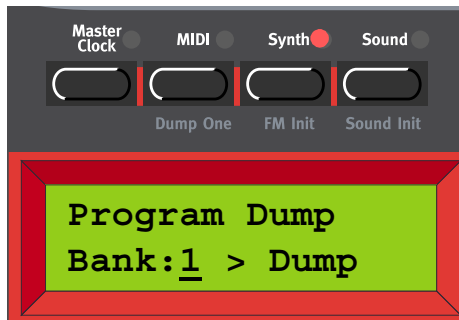 Master Clock MIDI Synth Sound
Dump One FM Init Sound Init
Program Dump
Bank:1 > Dump